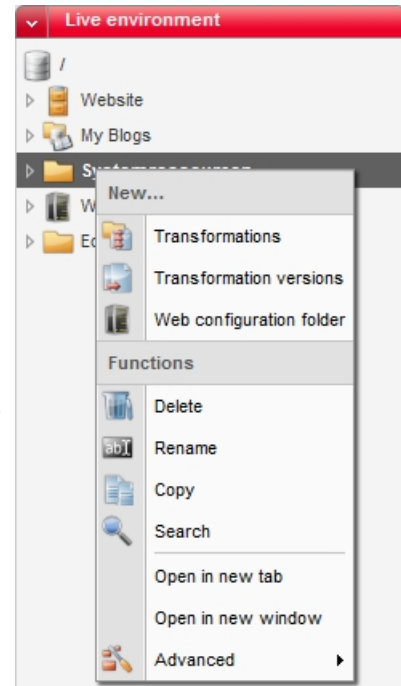 Live environment
/
Website
My Blogs
New...
Transformations
Transformation versions
Web configuration folder
Functions
Delete
Rename
Copy
Search
Open in new tab
Open in new window
Advanced